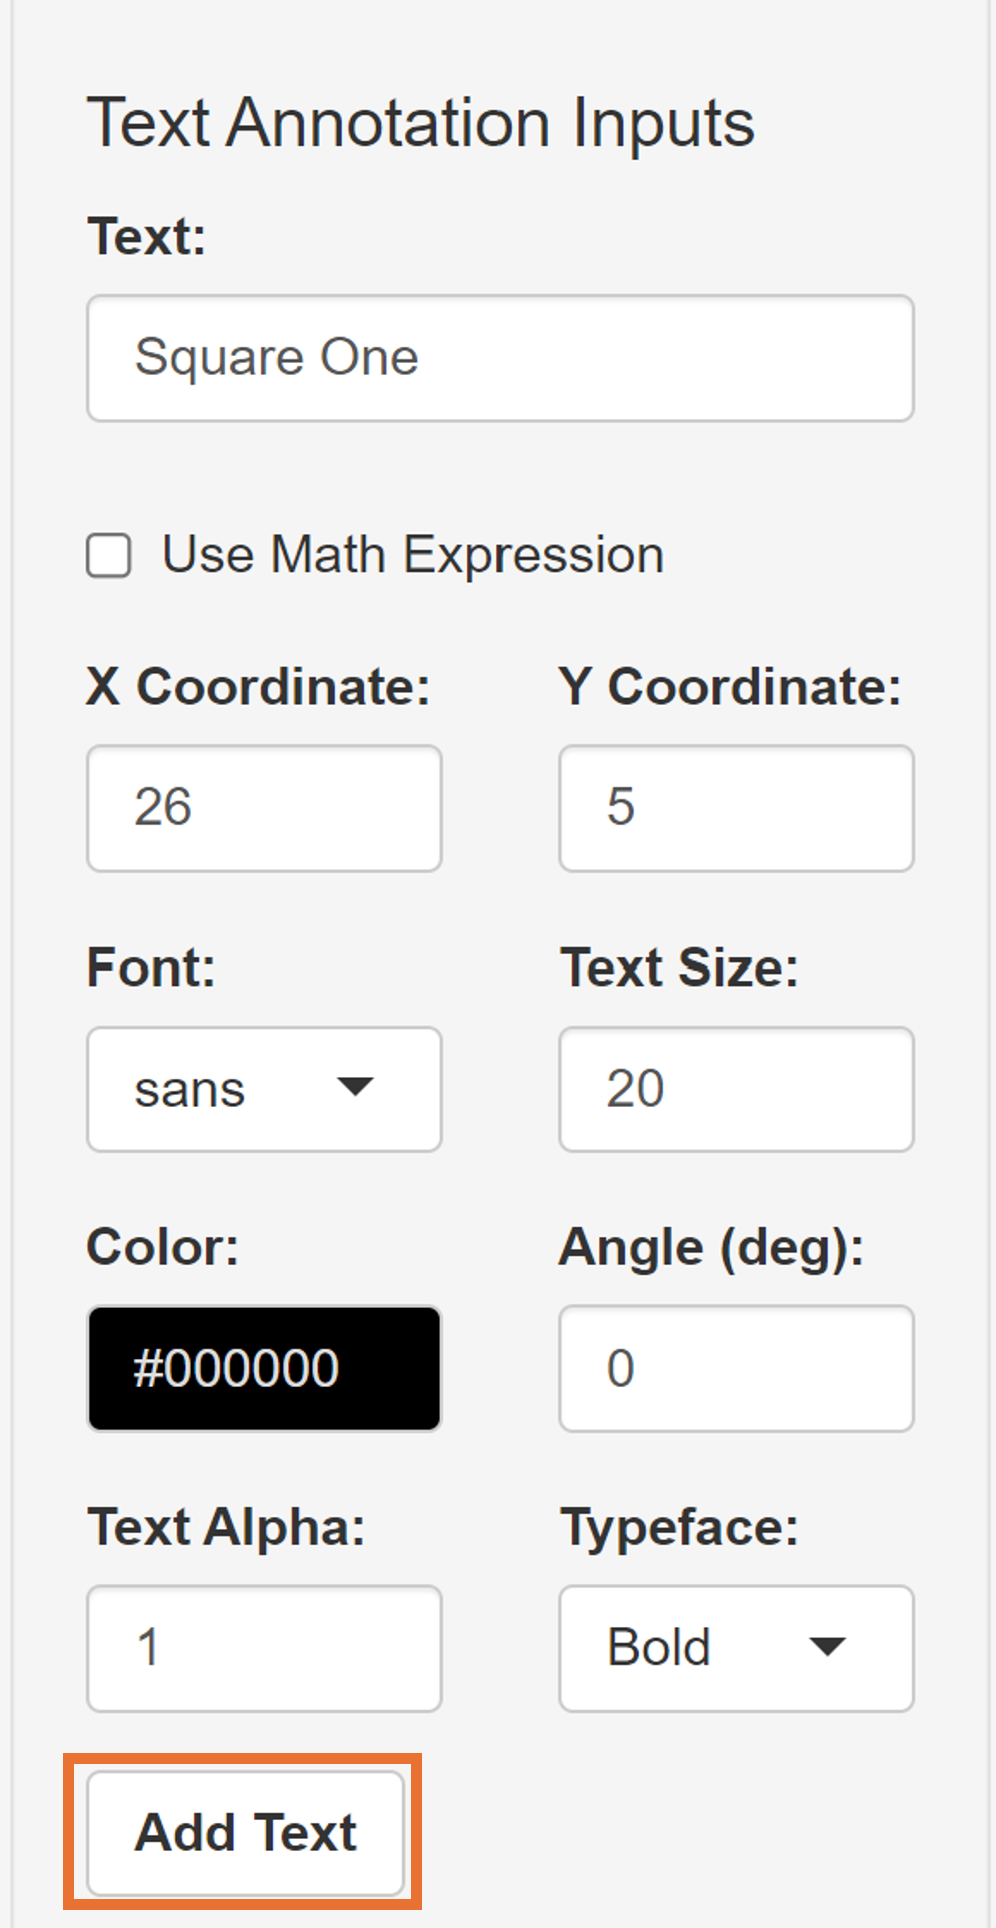 Text Annotation Inputs
Text:
Square One
Use Math Expression
X Coordinate: Y Coordinate:
26 5
Font: Text Size:
sans 20
Color: Angle (deg):
#000000 0
Text Alpha: Typeface:
1 Bold
Add Text